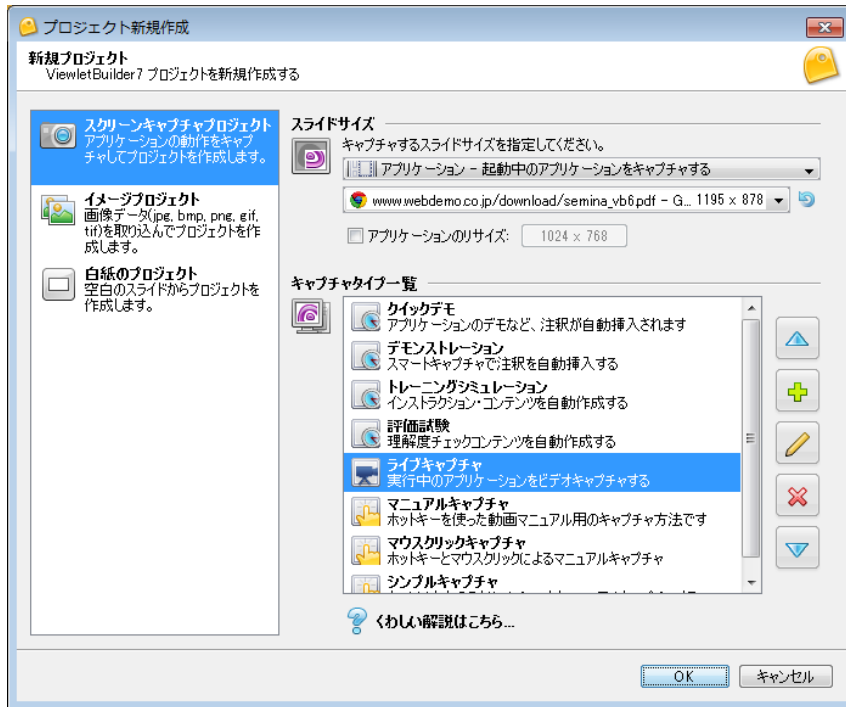 プロジェクト新規作成
新規プロジェクト
ViewletBuilder7 プロジェクトを新規作成する
スクリーンキャプチャプロジェクト
アプリケーションの動作をキャプ
チャしてプロジェクトを作成します。
イメージプロジェクト
画像データ(jpg, bmp, png, gif,
tif)を取り込んでプロジェクトを作
成します。
白紙のプロジェクト
空白のスライドからプロジェクトを
作成します。
スライドサイズ
キャプチャするスライドサイズを指定してください。
アプリケーション - 起動中のアプリケーションをキャプチャする
www.webdemo.co.jp/download/semina_vb6.pdf - G... 1195 × 878
アプリケーションのリサイズ: 1024 × 768
キャプチャタイプ一覧
クイックデモ
アプリケーションのデモなど、注釈が自動挿入されます
デモンストレーション
スマートキャプチャで注釈を自動挿入する
トレーニングシミュレーション
インストラクション・コンテンツを自動作成する
評価試験
理解度チェックコンテンツを自動作成する
ライブキャプチャ
実行中のアプリケーションをビデオキャプチャする
マニュアルキャプチャ
ホットキーを使った動画マニュアル用のキャプチャ方法です
マウスクリックキャプチャ
ホットキーとマウスクリックによるマニュアルキャプチャ
シンプルキャプチャ
くわしい解説はこちら...
OK キャンセル